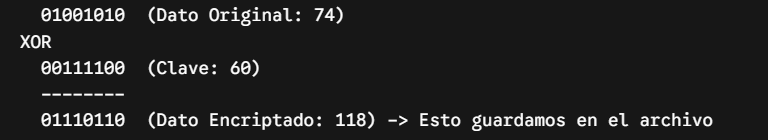 01001010  (Dato Original: 74)
XOR
00111100  (Clave: 60)
--------
01110110  (Dato Encriptado: 118) -> Esto guardamos en el archivo